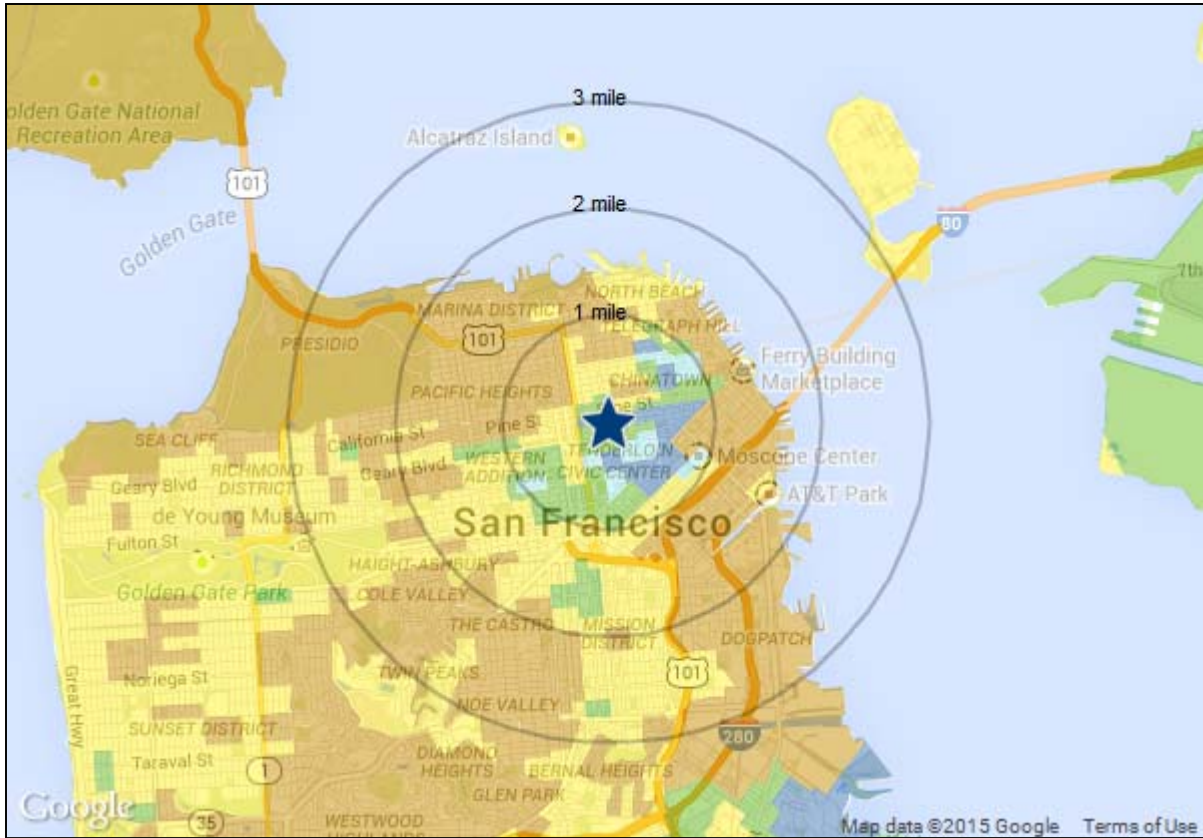 3 mile
olden Gate National
Recreation Area
Alcatraz Island
101
2 mile
80
Golden Gate
7th
NORTH BEACH
MARINA DISTRICT
1 mile
TELEGRAPH HILL
101
PRESIDIO
Ferry Building
Marketplace
CHINATOWN
PACIFIC HEIGHTS
Pine St
SEA CLIFF
California St
TENDERLOIN
Moscone Center
RICHMOND
DISTRICT
Geary Blvd
WESTERN
ADDITION
CIVIC CENTER
Geary Blvd
AT&T Park
de Young Museum
San Francisco
Fulton St
HAIGHT-ASHBURY
Golden Gate Park
COLE VALLEY
THE CASTRO
MISSION
DISTRICT
DOGPATCH
TWIN PEAKS
101
Noriega St
Great Hwy
NOE VALLEY
SUNSET DISTRICT
280
DIAMOND
HEIGHTS
Taraval St
1
BERNAL HEIGHTS
GLEN PARK
Google
35
WESTWOOD
HIGHLANDS
Map data ©2015 Google
Terms of Use